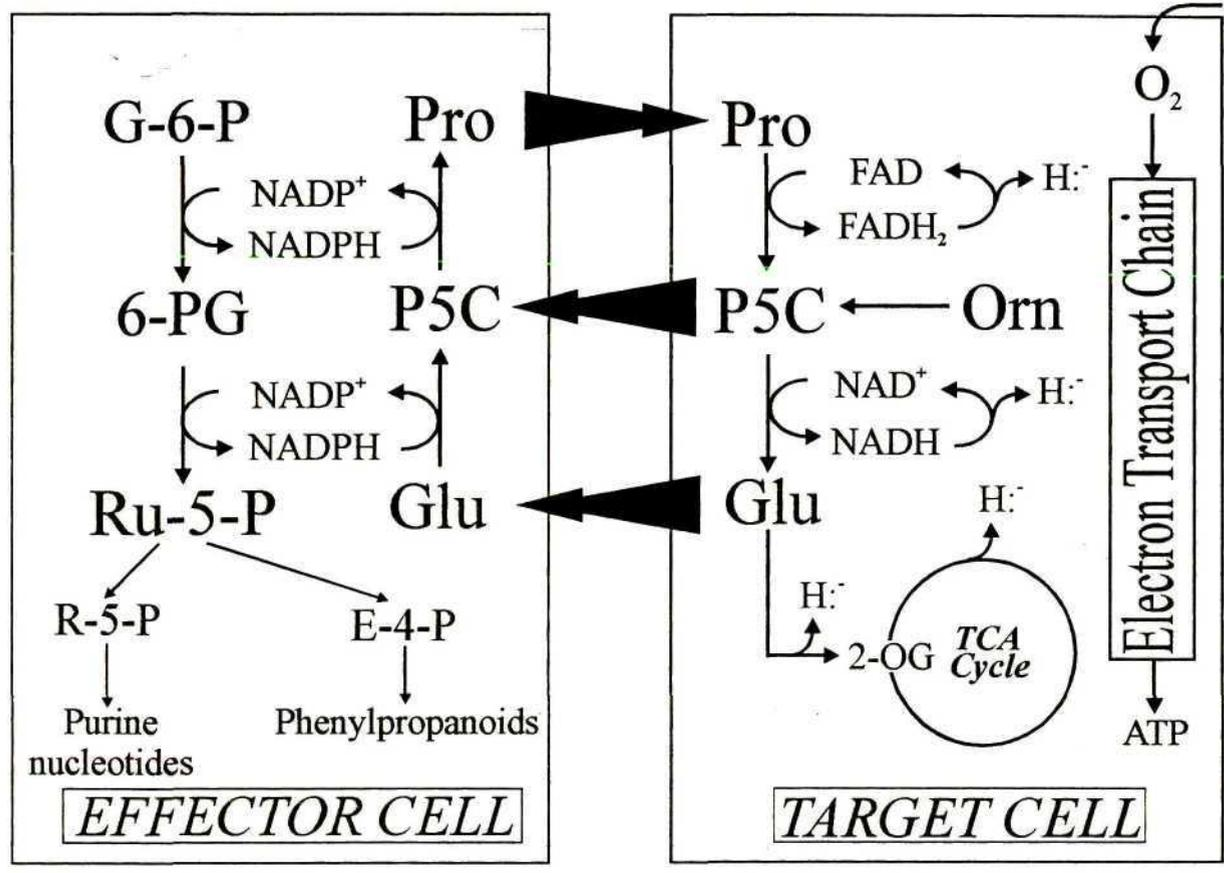 G-6-P
Pro
NADP⁺
NADPH
6-PG
P5C
NADP⁺
NADPH
Ru-5-P
Glu
R-5-P
E-4-P
Purine
nucleotides
Phenylpropanoids
EFFECTOR CELL
Pro
FAD
FADH₂
H:⁻
P5C
Orn
NAD⁺
NADH
H:⁻
Glu
H:⁻
H:⁻
2-OG
TCA
Cycle
O₂
Electron Transport Chain
ATP
TARGET CELL